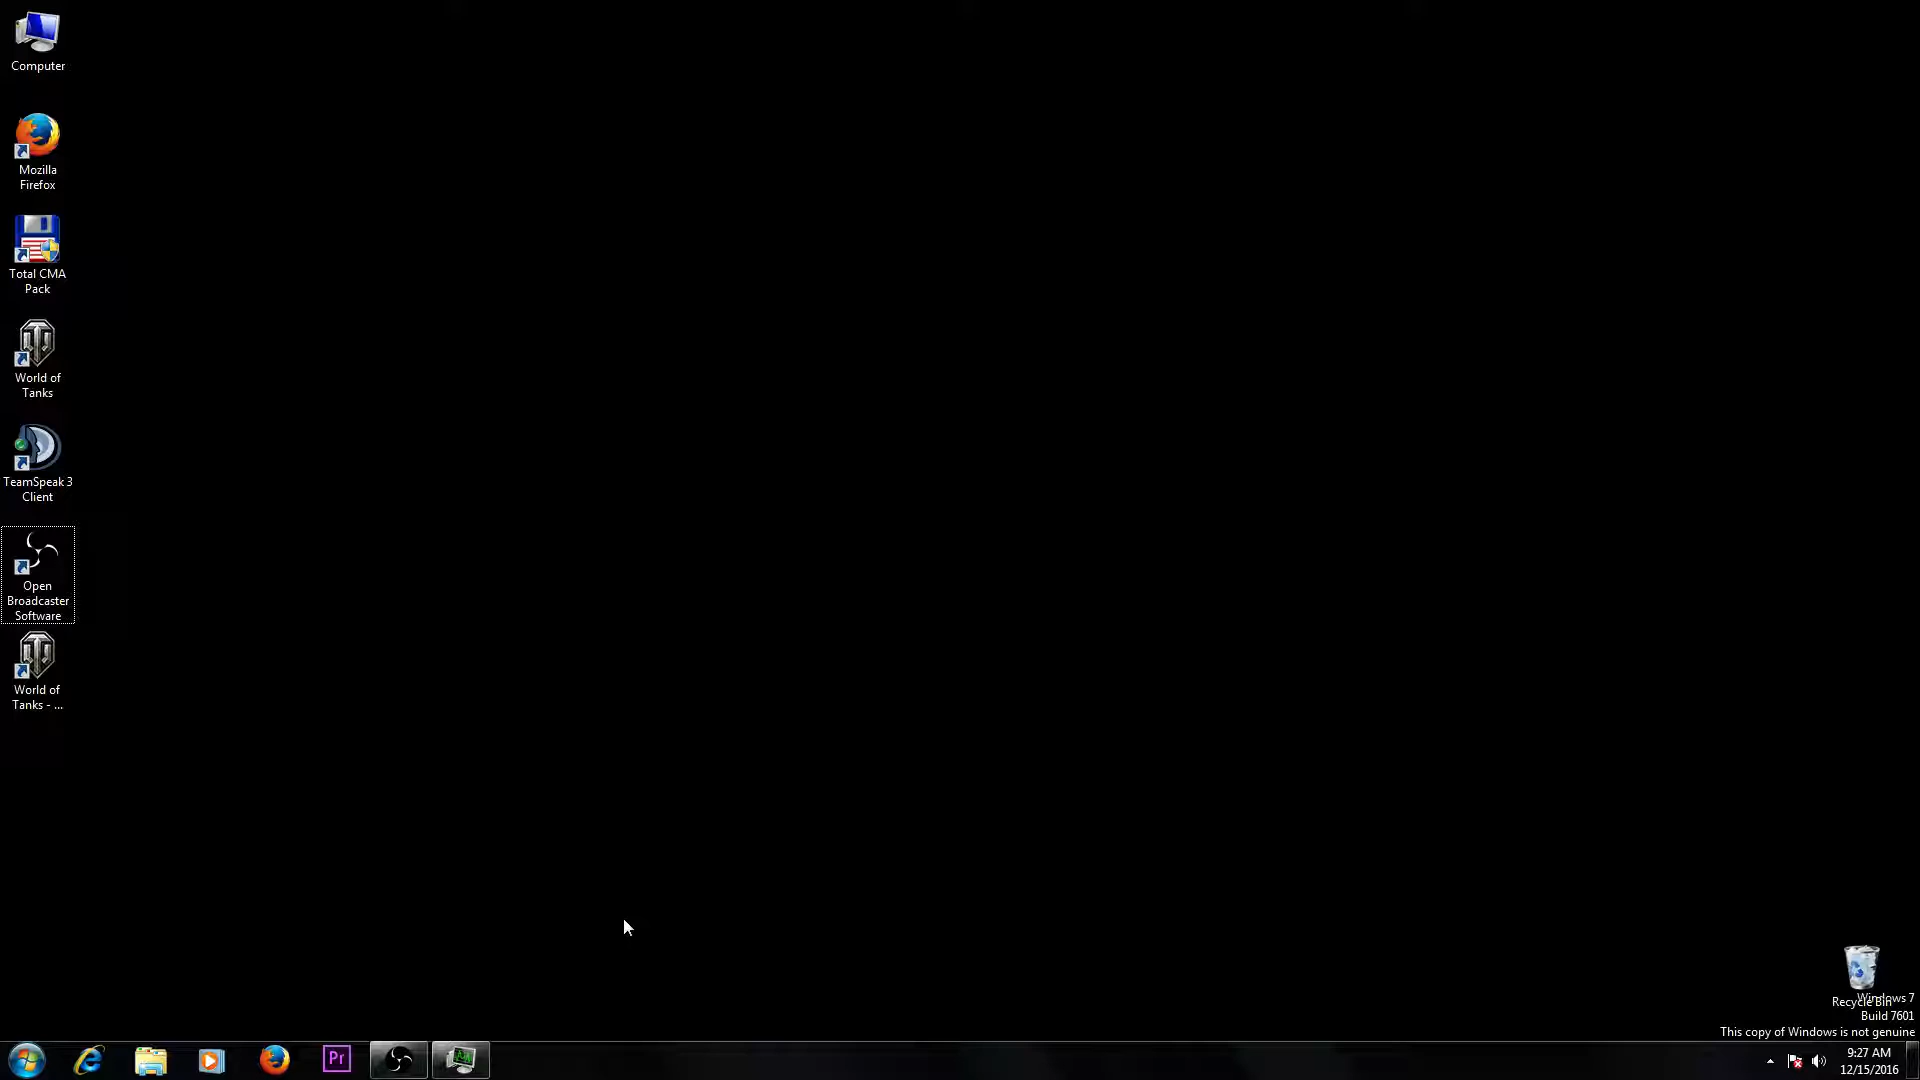 Computer
Mozilla
Firefox
Total CMA
Pack
World of
Tanks
TeamSpeak 3
Client
Open
Broadcaster
Software
World of
Tanks - ...
Recycle Bin
Windows 7
Build 7601
This copy of Windows is not genuine
Pr
9:27 AM
12/15/2016